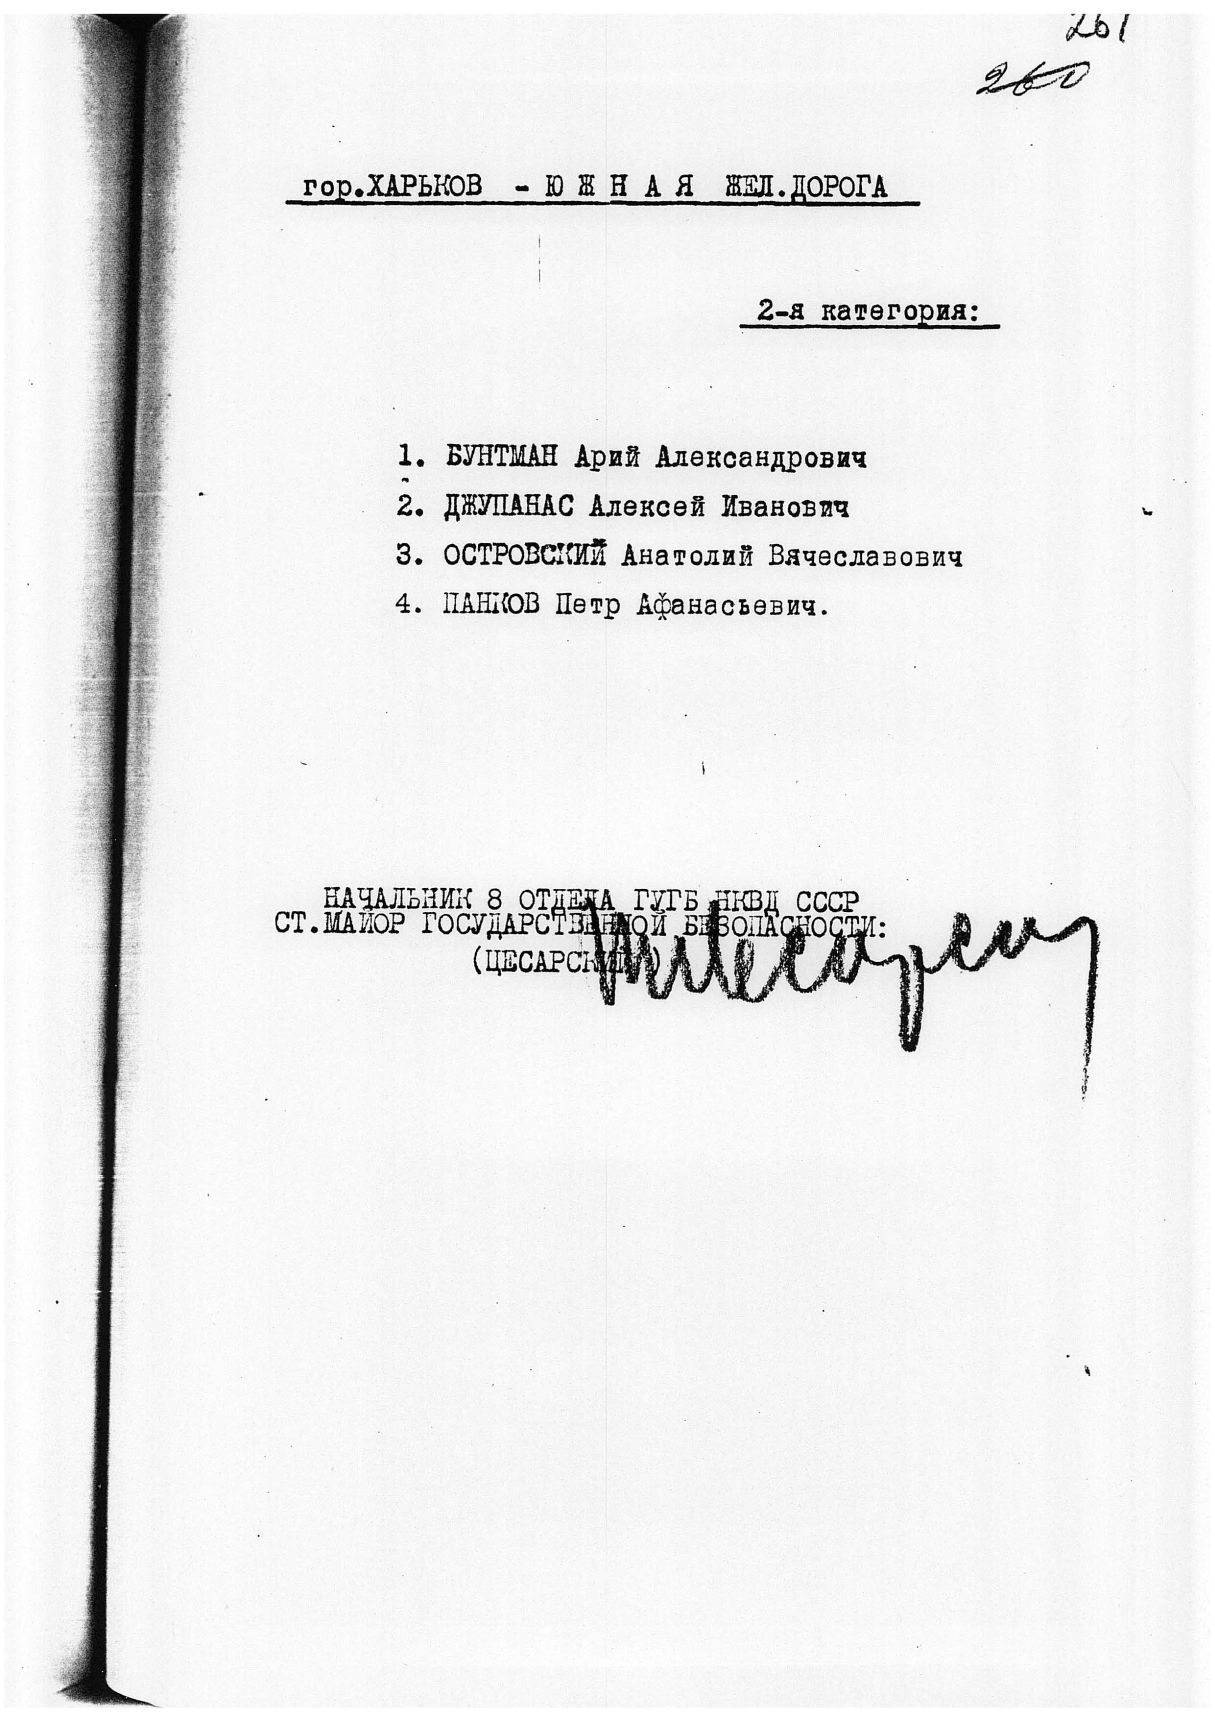 261
260
гор.ХАРЬКОВ - Ю Ж Н А Я ЖЕЛ.ДОРОГА
2-я категория:
1. БУНТМАН Арий Александрович
2. ДЖУПАНАС Алексей Иванович
3. ОСТРОВСКИЙ Анатолий Вячеславович
4. ПАНКОВ Петр Афанасьевич.
НАЧАЛЬНИК 8 ОТДЕЛА ГУГБ НКВД СССР
СТ.МАЙОР ГОСУДАРСТВЕННОЙ БЕЗОПАСНОСТИ:
(ЦЕСАРСКИЙ)